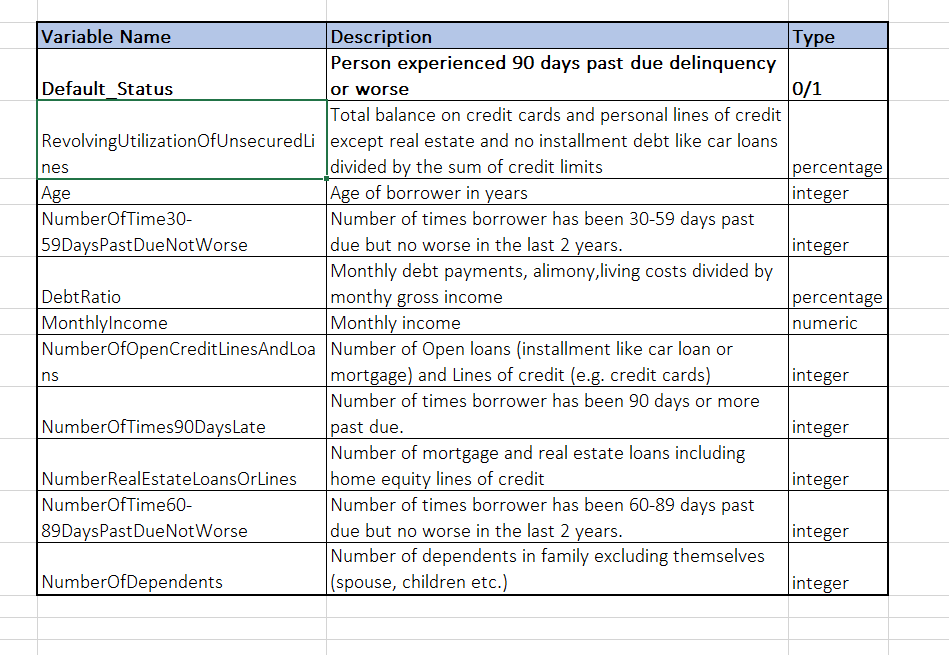 Variable Name Description Type
Person experienced 90 days past due delinquency
Default_Status or worse 0/1
Total balance on credit cards and personal lines of credit
RevolvingUtilizationOfUnsecuredLi except real estate and no installment debt like car loans
nes divided by the sum of credit limits percentage
Age Age of borrower in years integer
NumberOfTime30- Number of times borrower has been 30-59 days past
59DaysPastDueNotWorse due but no worse in the last 2 years. integer
Monthly debt payments, alimony,living costs divided by
DebtRatio monthy gross income percentage
MonthlyIncome Monthly income numeric
NumberOfOpenCreditLinesAndLoa Number of Open loans (installment like car loan or
ns mortgage) and Lines of credit (e.g. credit cards) integer
Number of times borrower has been 90 days or more
NumberOfTimes90DaysLate past due. integer
Number of mortgage and real estate loans including
NumberRealEstateLoansOrLines home equity lines of credit integer
NumberOfTime60- Number of times borrower has been 60-89 days past
89DaysPastDueNotWorse due but no worse in the last 2 years. integer
Number of dependents in family excluding themselves
NumberOfDependents (spouse, children etc.) integer